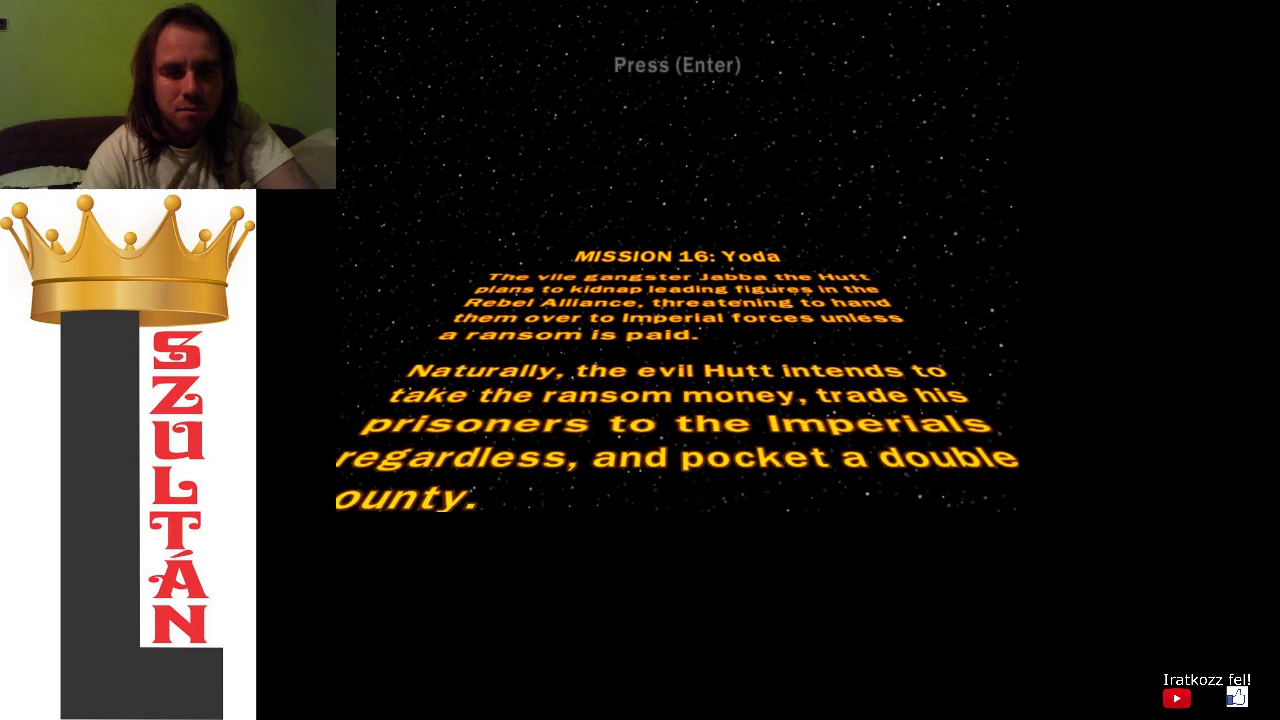 Press (Enter)
MISSION 16: Yoda
The vile gangster Jabba the Hutt
plans to kidnap leading figures in the
Rebel Alliance, threatening to hand
them over to Imperial forces unless
a ransom is paid.
Naturally, the evil Hutt intends to
take the ransom money, trade his
prisoners to the Imperials
regardless, and pocket a double
ounty.
L
SZULTÁN
Iratkozz fel!